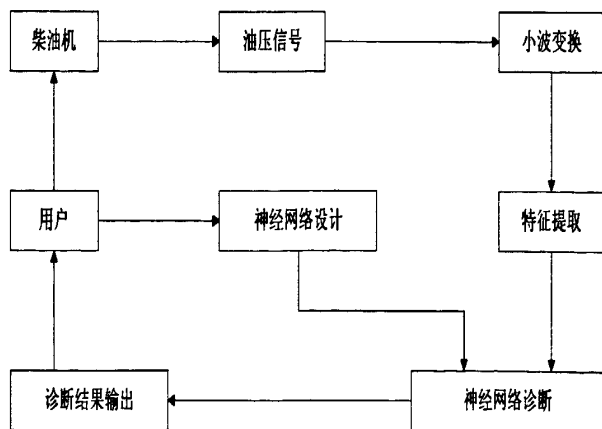 柴油机
油压信号
小波变换
用户
神经网络设计
特征提取
诊断结果输出
神经网络诊断